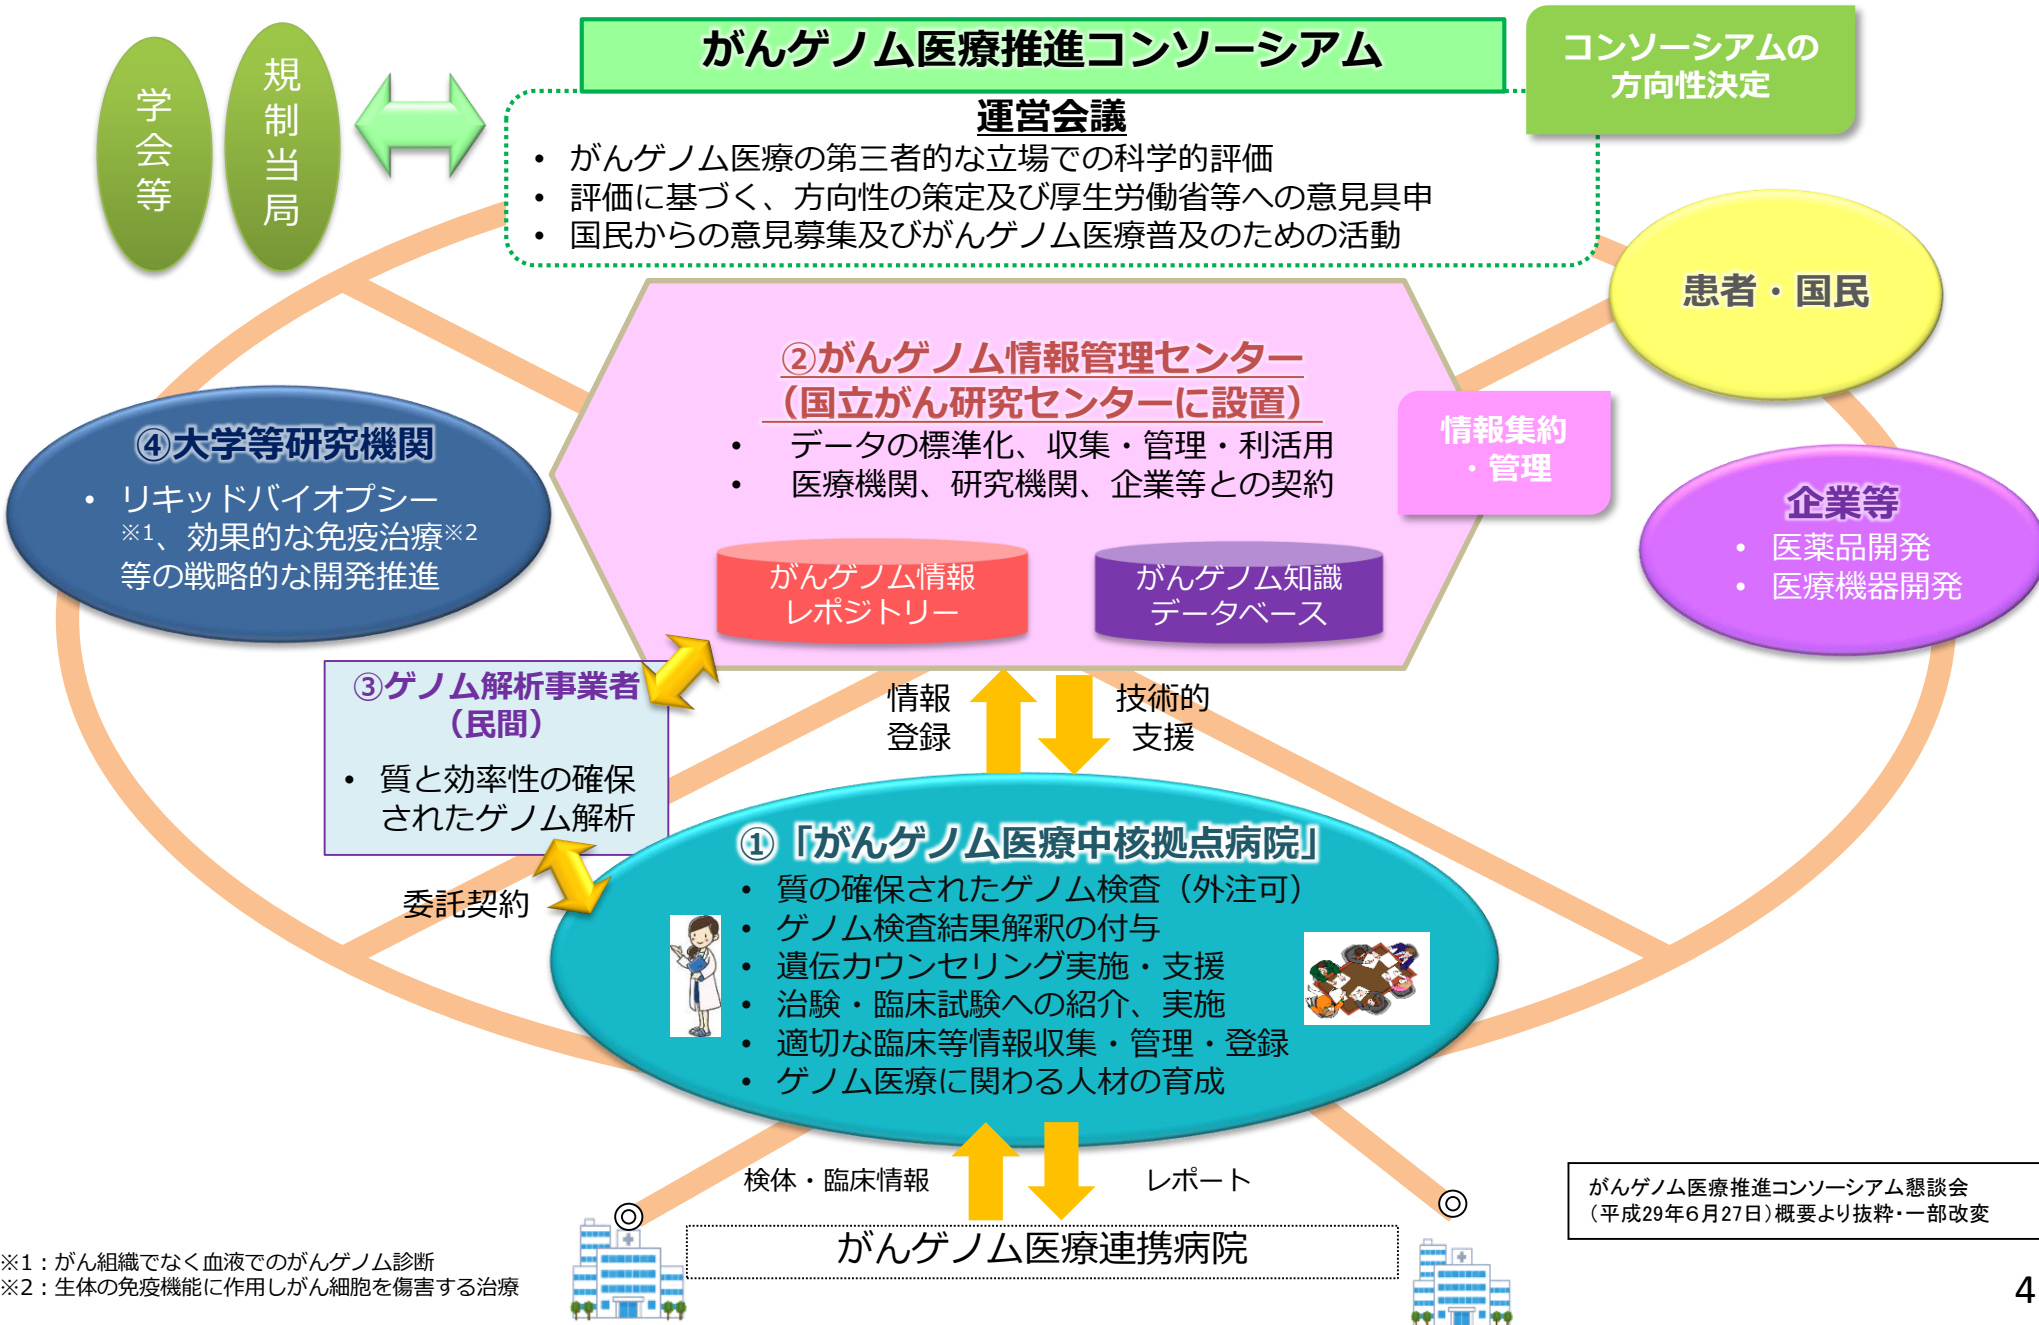 がんゲノム医療推進コンソーシアム
コンソーシアムの
方向性決定
学会等
規制当局
運営会議
• がんゲノム医療の第三者的な立場での科学的評価
• 評価に基づく、方向性の策定及び厚生労働省等への意見具申
• 国民からの意見募集及びがんゲノム医療普及のための活動
患者・国民
②がんゲノム情報管理センター
（国立がん研究センターに設置）
• データの標準化、収集・管理・利活用
• 医療機関、研究機関、企業等との契約
情報集約
・管理
がんゲノム情報
レポジトリー
がんゲノム知識
データベース
④大学等研究機関
• リキッドバイオプシー
※1、効果的な免疫治療※2
等の戦略的な開発推進
企業等
• 医薬品開発
• 医療機器開発
③ゲノム解析事業者
（民間）
• 質と効率性の確保
されたゲノム解析
情報
登録
技術的
支援
委託契約
①「がんゲノム医療中核拠点病院」
• 質の確保されたゲノム検査（外注可）
• ゲノム検査結果解釈の付与
• 遺伝カウンセリング実施・支援
• 治験・臨床試験への紹介、実施
• 適切な臨床等情報収集・管理・登録
• ゲノム医療に関わる人材の育成
検体・臨床情報
レポート
◎
◎
がんゲノム医療連携病院
がんゲノム医療推進コンソーシアム懇談会
（平成29年６月27日）概要より抜粋・一部改変
※1：がん組織でなく血液でのがんゲノム診断
※2：生体の免疫機能に作用しがん細胞を傷害する治療
4